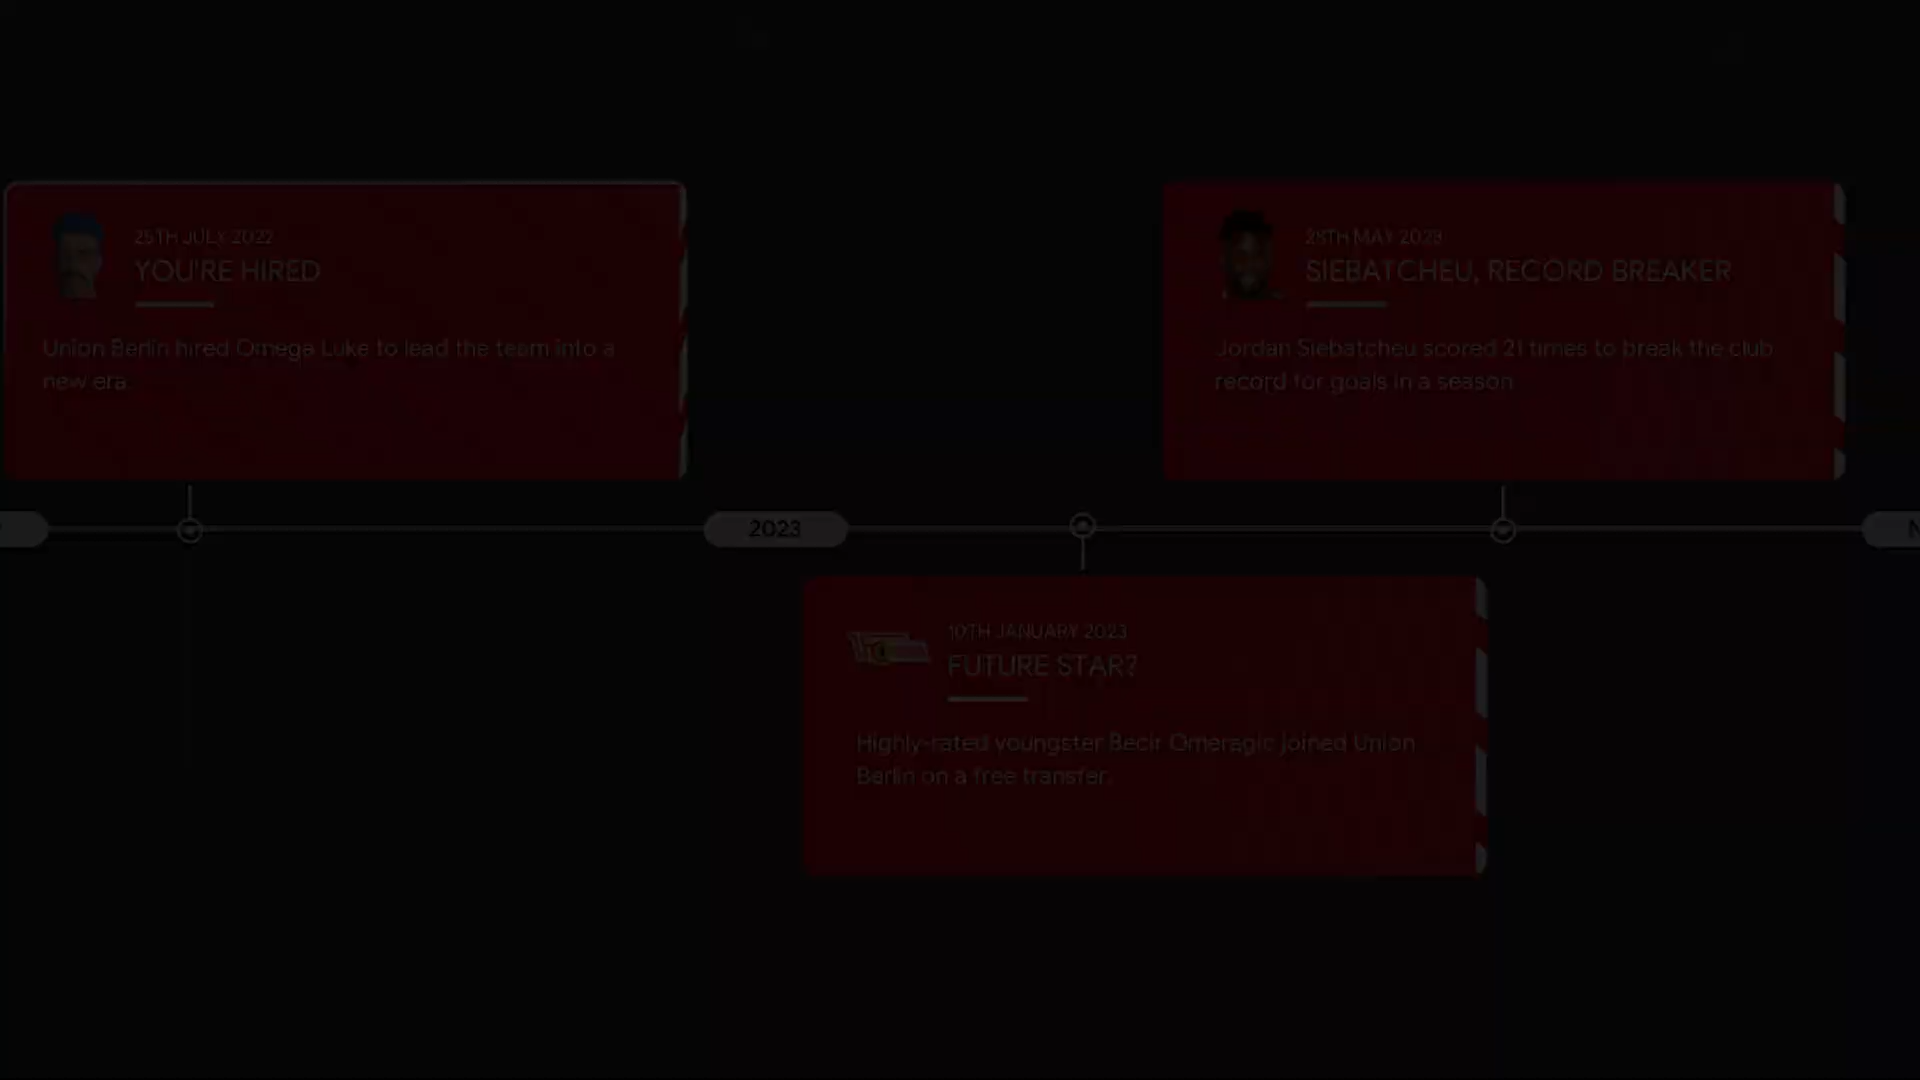 25TH JULY 2022
YOU'RE HIRED
Union Berlin hired Omega Luke to lead the team into a
new era.
28TH MAY 2023
SIEBATCHEU, RECORD BREAKER
Jordan Siebatcheu scored 21 times to break the club
record for goals in a season.
2023
10TH JANUARY 2023
FUTURE STAR?
Highly-rated youngster Becir Omeragic joined Union
Berlin on a free transfer.